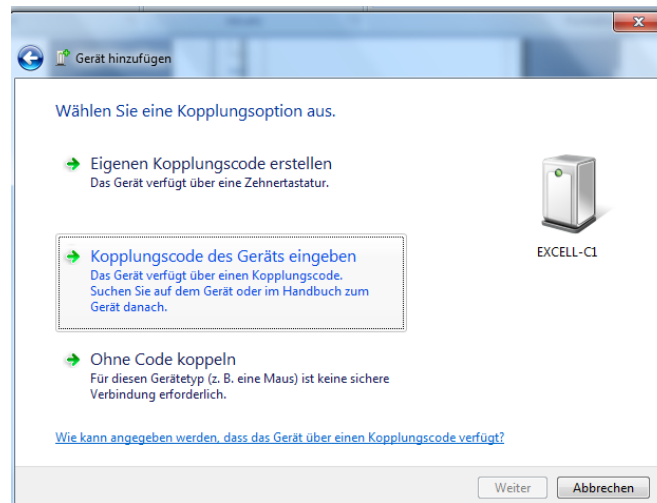 Gerät hinzufügen
Wählen Sie eine Kopplungsoption aus.
Eigenen Kopplungscode erstellen
Das Gerät verfügt über eine Zehnertastatur.
Kopplungscode des Geräts eingeben
Das Gerät verfügt über einen Kopplungscode.
Suchen Sie auf dem Gerät oder im Handbuch zum
Gerät danach.
EXCELL-C1
Ohne Code koppeln
Für diesen Gerätetyp (z. B. eine Maus) ist keine sichere
Verbindung erforderlich.
Wie kann angegeben werden, dass das Gerät über einen Kopplungscode verfügt?
Weiter
Abbrechen